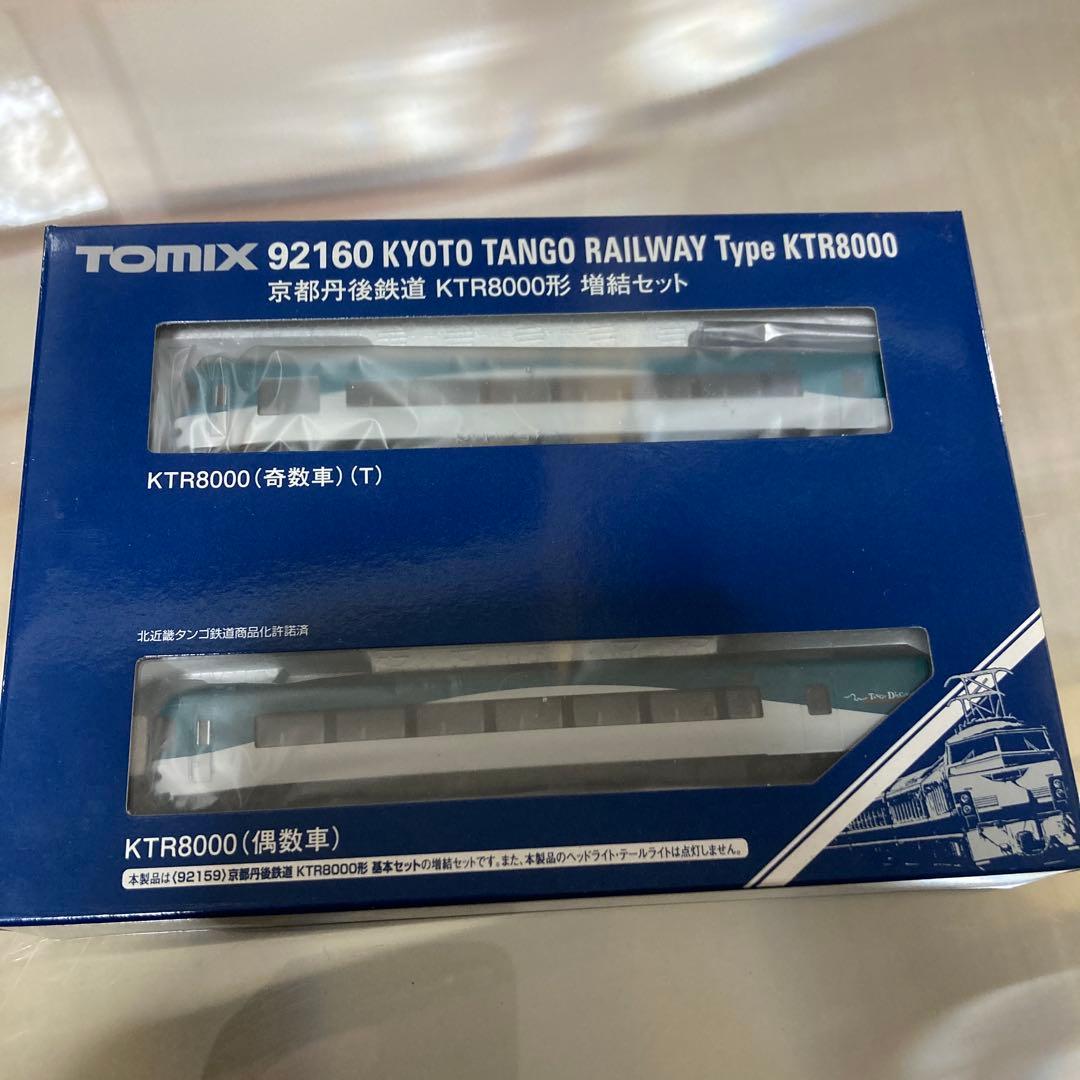 TOMIX 92160 KYOTO TANGO RAILWAY Type KTR8000
京都丹後鉄道 KTR8000形 増結セット
KTR8000(奇数車)(T)
北近畿タンゴ鉄道商品化許諾済
KTR8000(偶数車)
本製品は〈92159〉京都丹後鉄道 KTR8000形 基本セットの増結セットです。また、本製品のヘッドライト・テールライトは点灯しません。